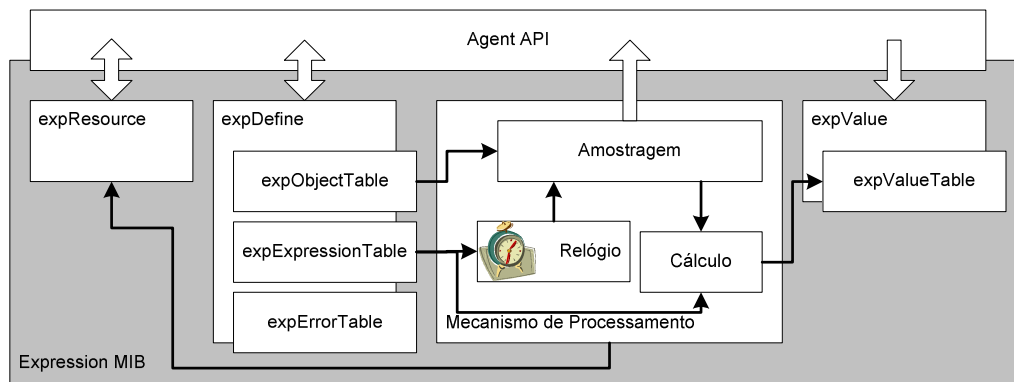 Agent API
expResource
expDefine
expValue
expObjectTable
Amostragem
expValueTable
expExpressionTable
Relógio
Cálculo
expErrorTable
Mecanismo de Processamento
Expression MIB